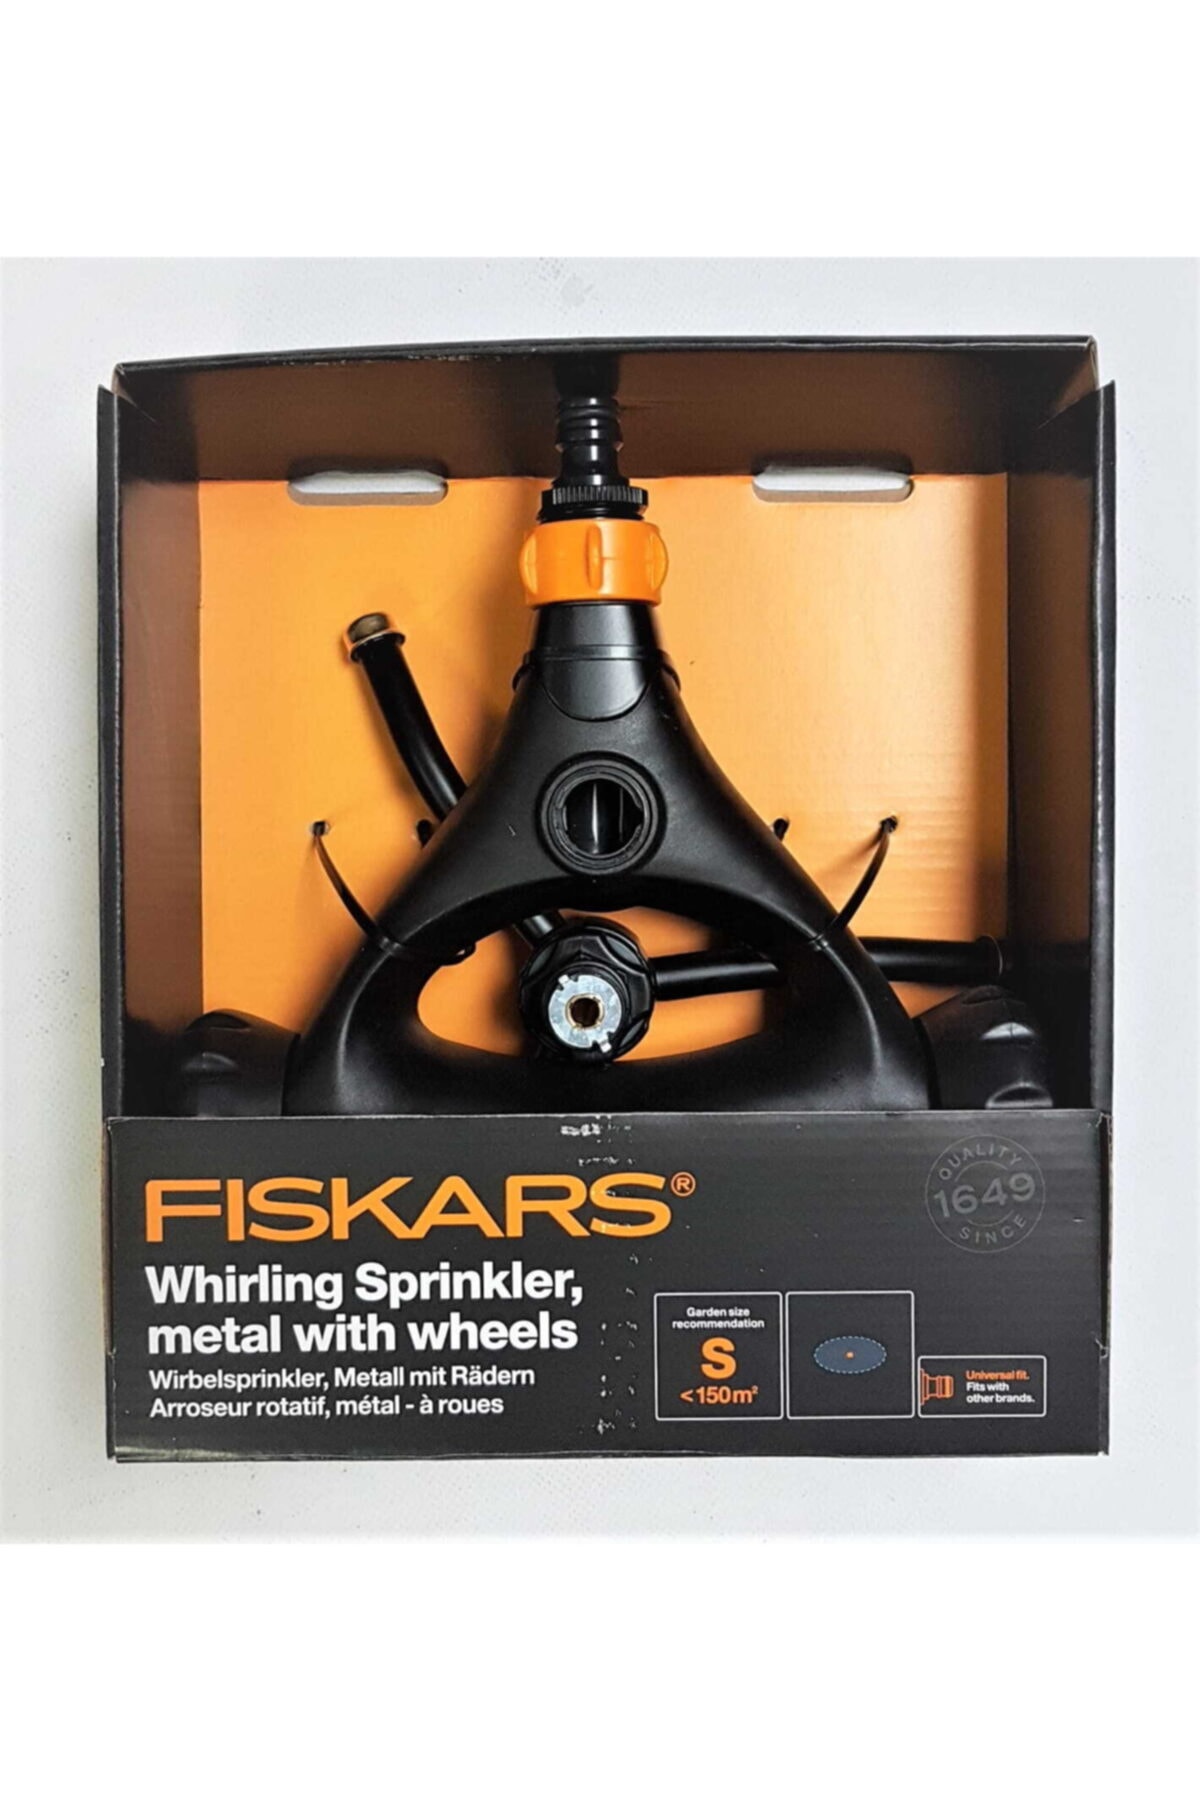 FISKARS®
Whirling Sprinkler,
metal with wheels
Wirbelsprinkler, Metall mit Rädern
Arroseur rotatif, métal - à roues
QUALITY
1649
SINCE
Garden size
recommendation
S
<150m²
Universal fit.
Fits with
other brands.